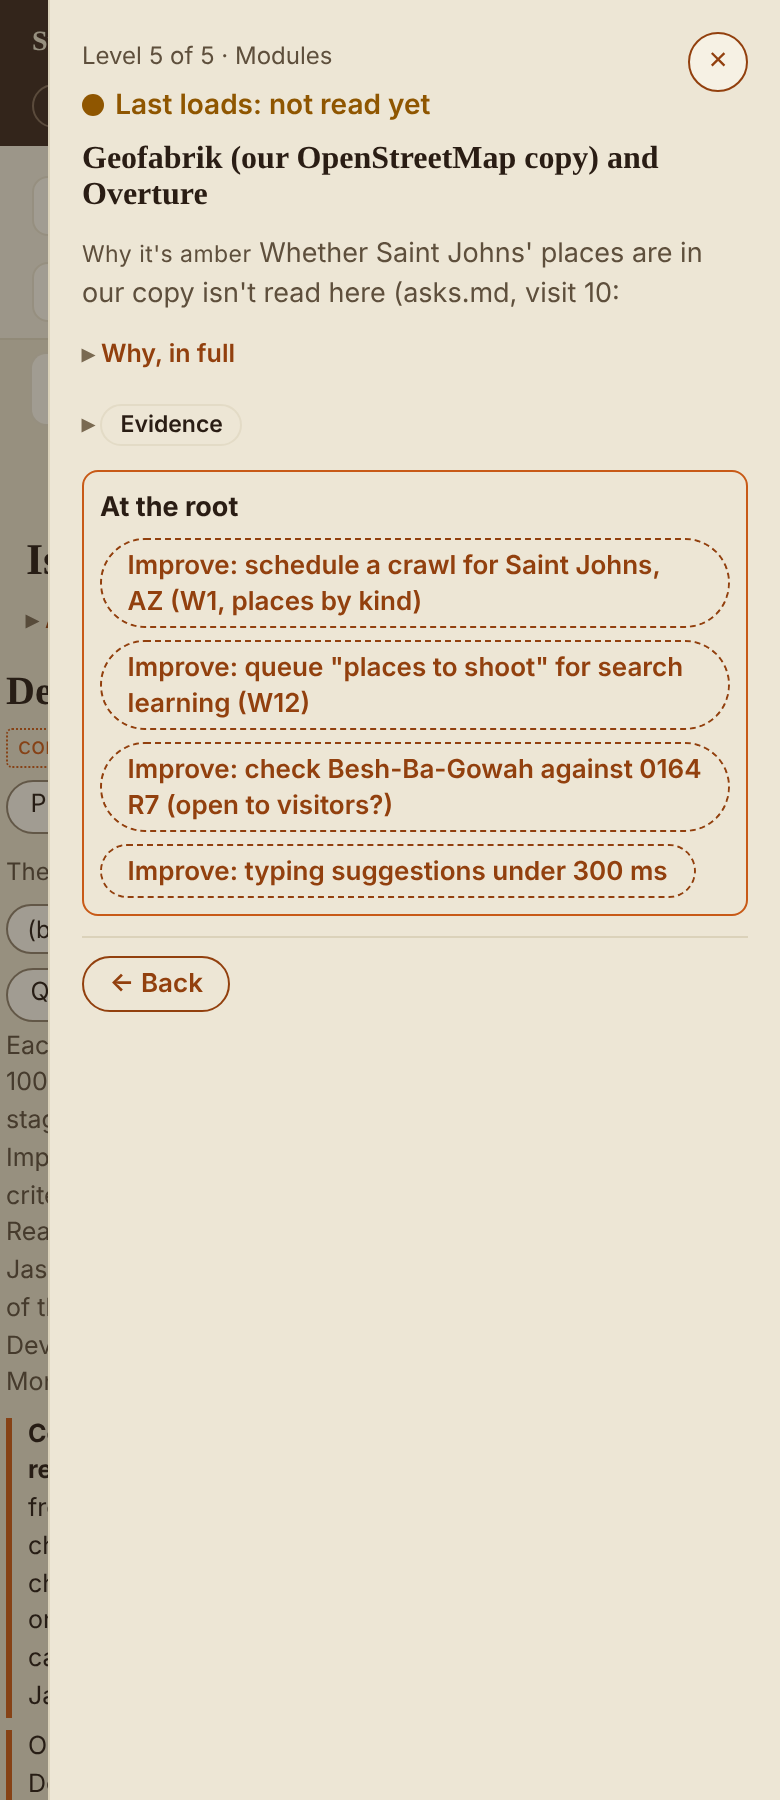 Level 5 of 5 · Modules
×
Last loads: not read yet
Geofabrik (our OpenStreetMap copy) and
Overture
Why it's amber Whether Saint Johns' places are in
our copy isn't read here (asks.md, visit 10:
▸ Why, in full
▸ Evidence
At the root
Improve: schedule a crawl for Saint Johns,
AZ (W1, places by kind)
Improve: queue "places to shoot" for search
learning (W12)
Improve: check Besh-Ba-Gowah against 0164
R7 (open to visitors?)
Improve: typing suggestions under 300 ms
← Back
The
100